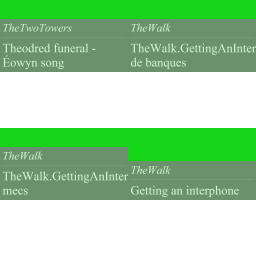 TheTwoTowers
Theodred funeral -
Éowyn song
TheWalk
TheWalk.GettingAnInter
de banques
TheWalk
TheWalk.GettingAnInter
mecs
TheWalk
Getting an interphone